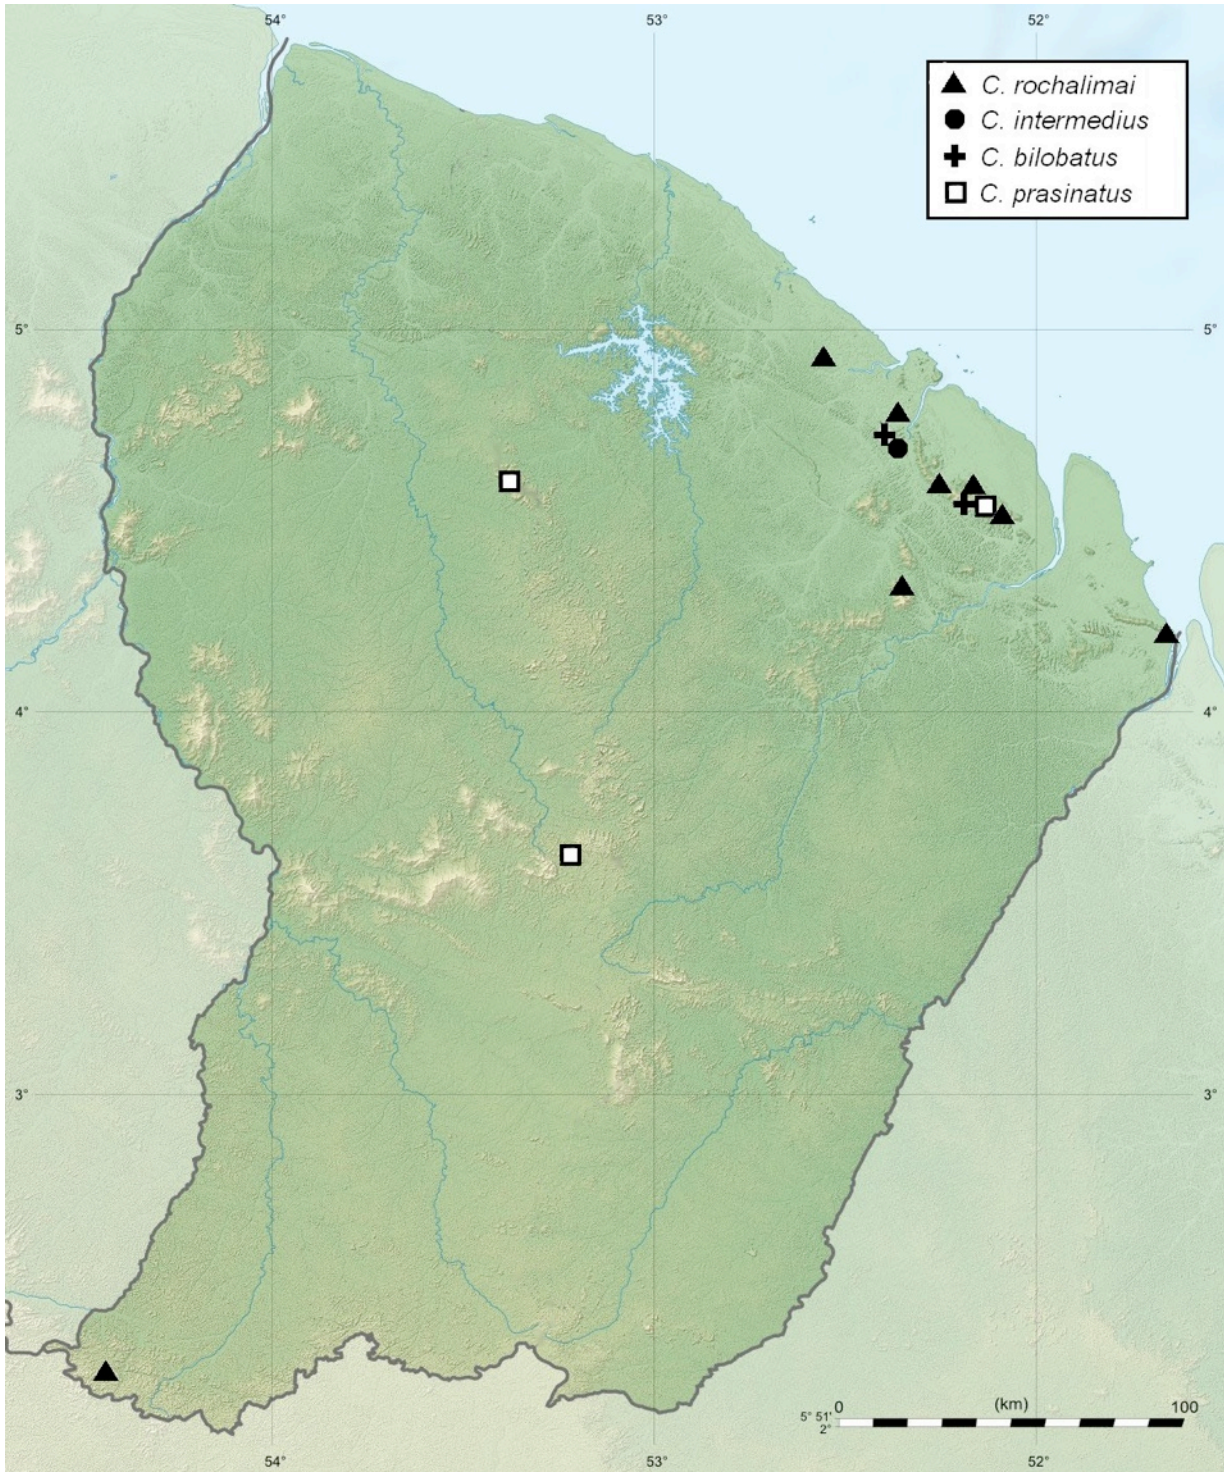 54° 53° 52°
C. rochalimai
C. intermedius
C. bilobatus
C. prasinatus
5° 5°
4° 4°
3° 3°
0 (km) 100
5° 51'
2°
54° 53° 52°